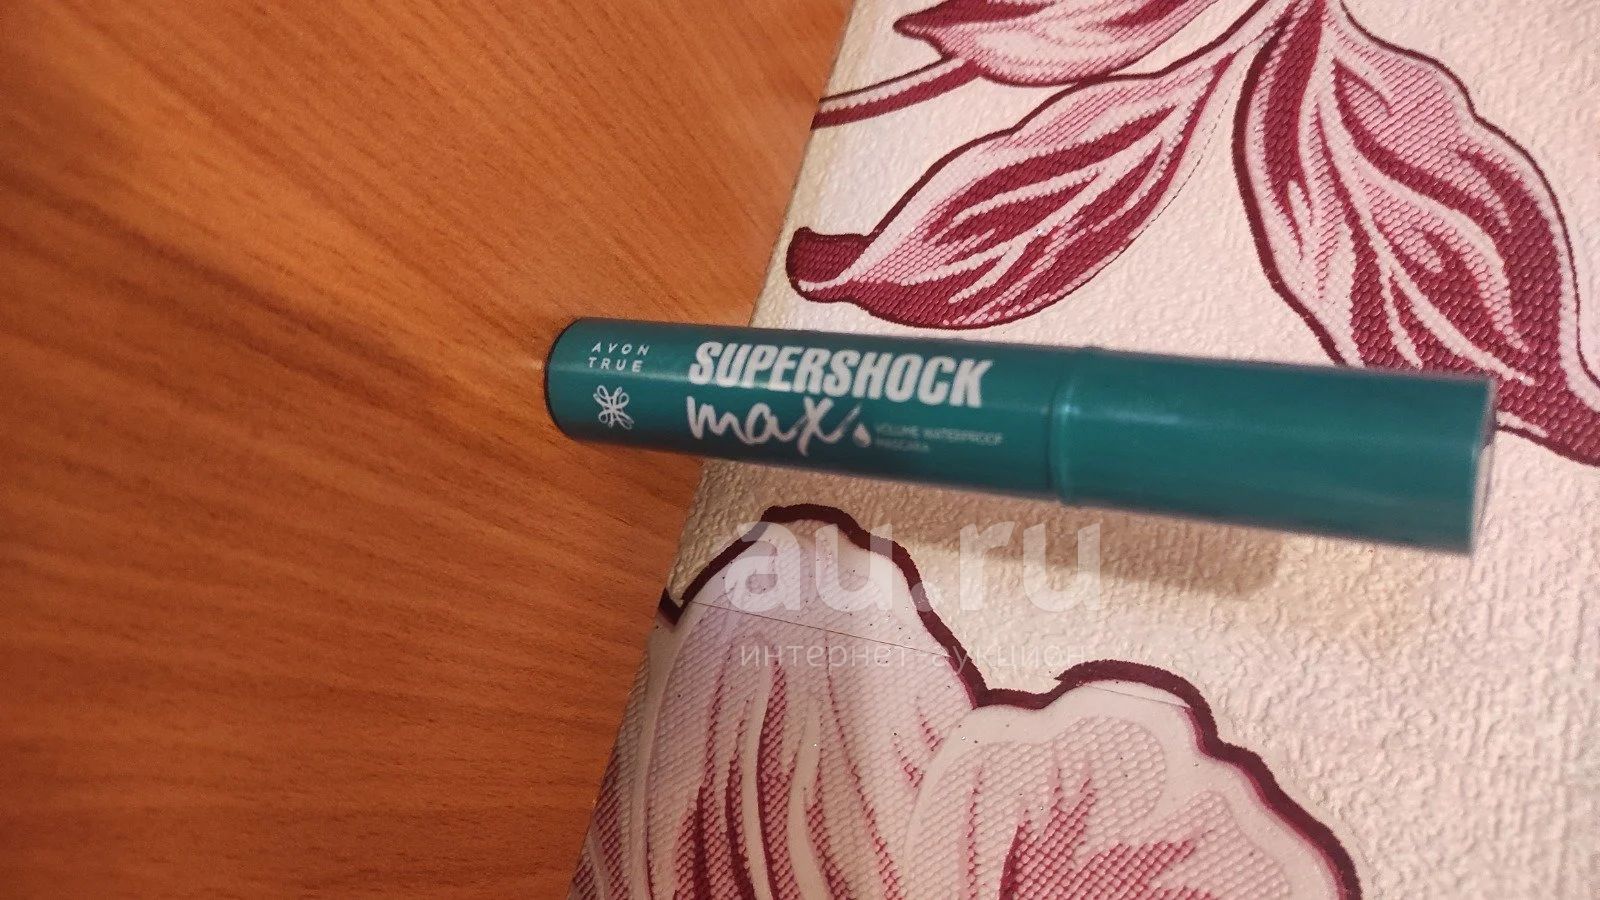 AVON
TRUE
SUPERSHOCK
max
VOLUME WATERPROOF
MASCARA
au.ru
интернет-аукцион